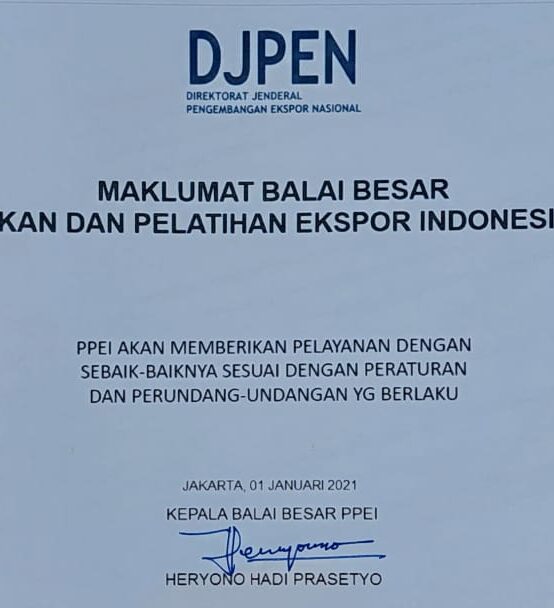 DJPEN
DIREKTORAT JENDERAL
PENGEMBANGAN EKSPOR NASIONAL
MAKLUMAT BALAI BESAR
KAN DAN PELATIHAN EKSPOR INDONESI
PPEI AKAN MEMBERIKAN PELAYANAN DENGAN
SEBAIK-BAIKNYA SESUAI DENGAN PERATURAN
DAN PERUNDANG-UNDANGAN YG BERLAKU
JAKARTA, 01 JANUARI 2021
KEPALA BALAI BESAR PPEI
HERYONO HADI PRASETYO